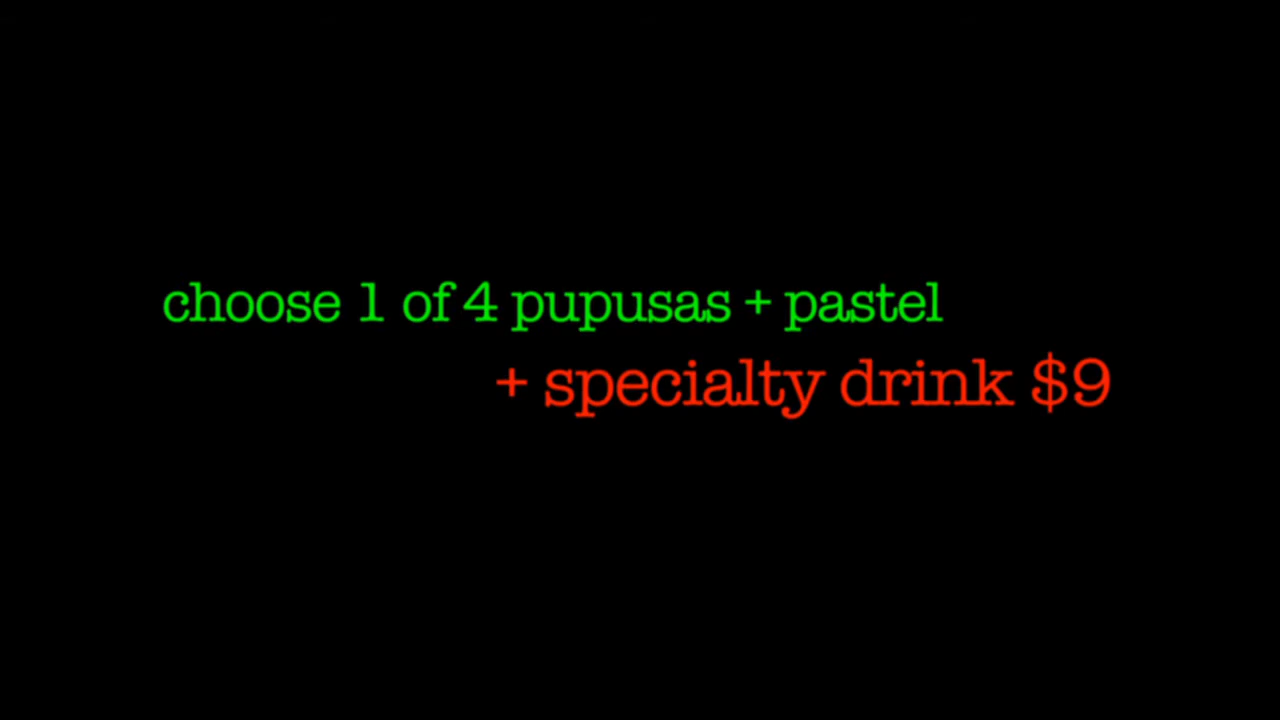 choose 1 of 4 pupusas + pastel
+ specialty drink $9